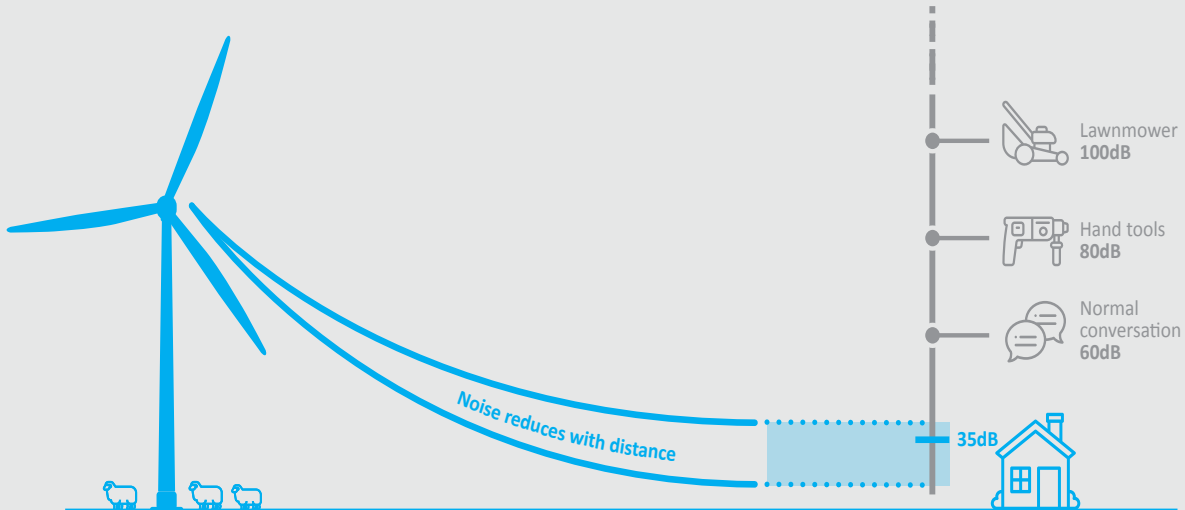 Lawnmower
100dB
Hand tools
80dB
Normal
conversation
60dB
Noise reduces with distance
35dB